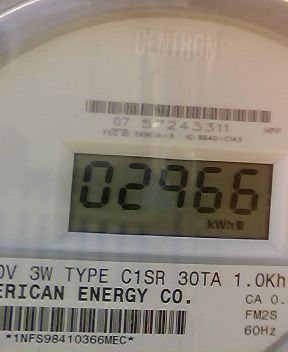 CENTRON
07 57245311
HPP
02966
kWh
0V 3W TYPE C1SR 30TA 1.0Kh
ERICAN ENERGY CO.
CA 0.
FM2S
60Hz
*1NFS98410366MEC*